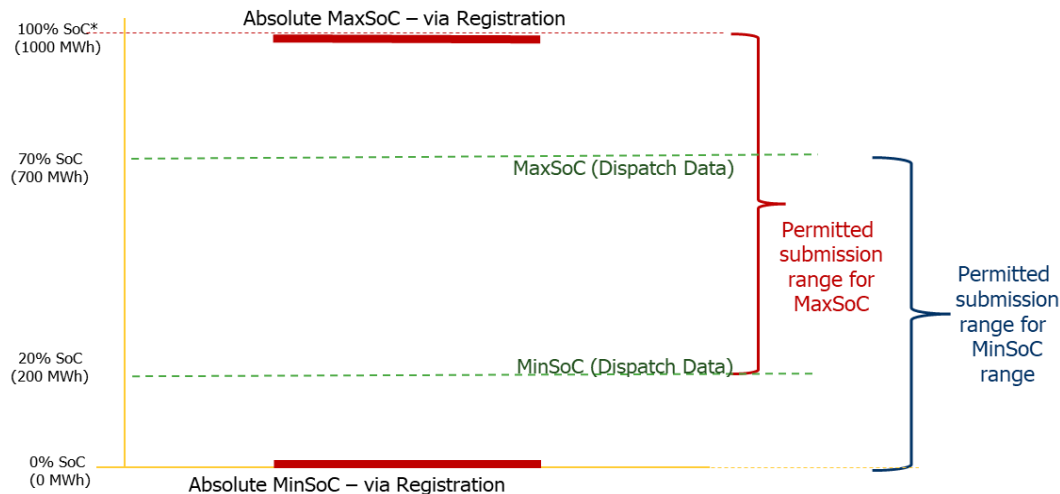 Absolute MaxSoC – via Registration
100% SoC*
(1000 MWh)
70% SoC
(700 MWh)
MaxSoC (Dispatch Data)
Permitted
submission
range for
MaxSoC
Permitted
submission
range for
MinSoC
range
20% SoC
(200 MWh)
MinSoC (Dispatch Data)
0% SoC
(0 MWh)
Absolute MinSoC – via Registration